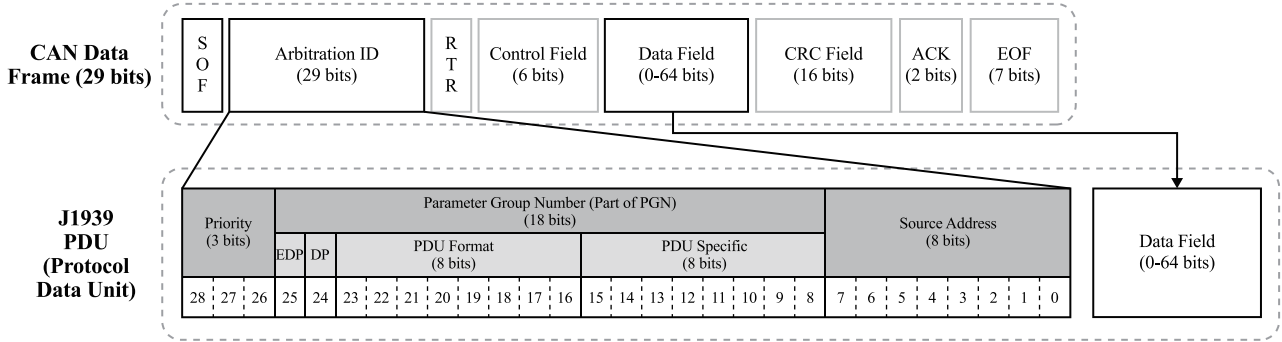 CAN Data
Frame (29 bits)
S
O
F
Arbitration ID
(29 bits)
R
T
R
Control Field
(6 bits)
Data Field
(0-64 bits)
CRC Field
(16 bits)
ACK
(2 bits)
EOF
(7 bits)
J1939
PDU
(Protocol
Data Unit)
Priority
(3 bits)
Parameter Group Number (Part of PGN)
(18 bits)
EDP
DP
PDU Format
(8 bits)
PDU Specific
(8 bits)
Source Address
(8 bits)
28 27 26 25 24 23 22 21 20 19 18 17 16 15 14 13 12 11 10 9 8 7 6 5 4 3 2 1 0
Data Field
(0-64 bits)